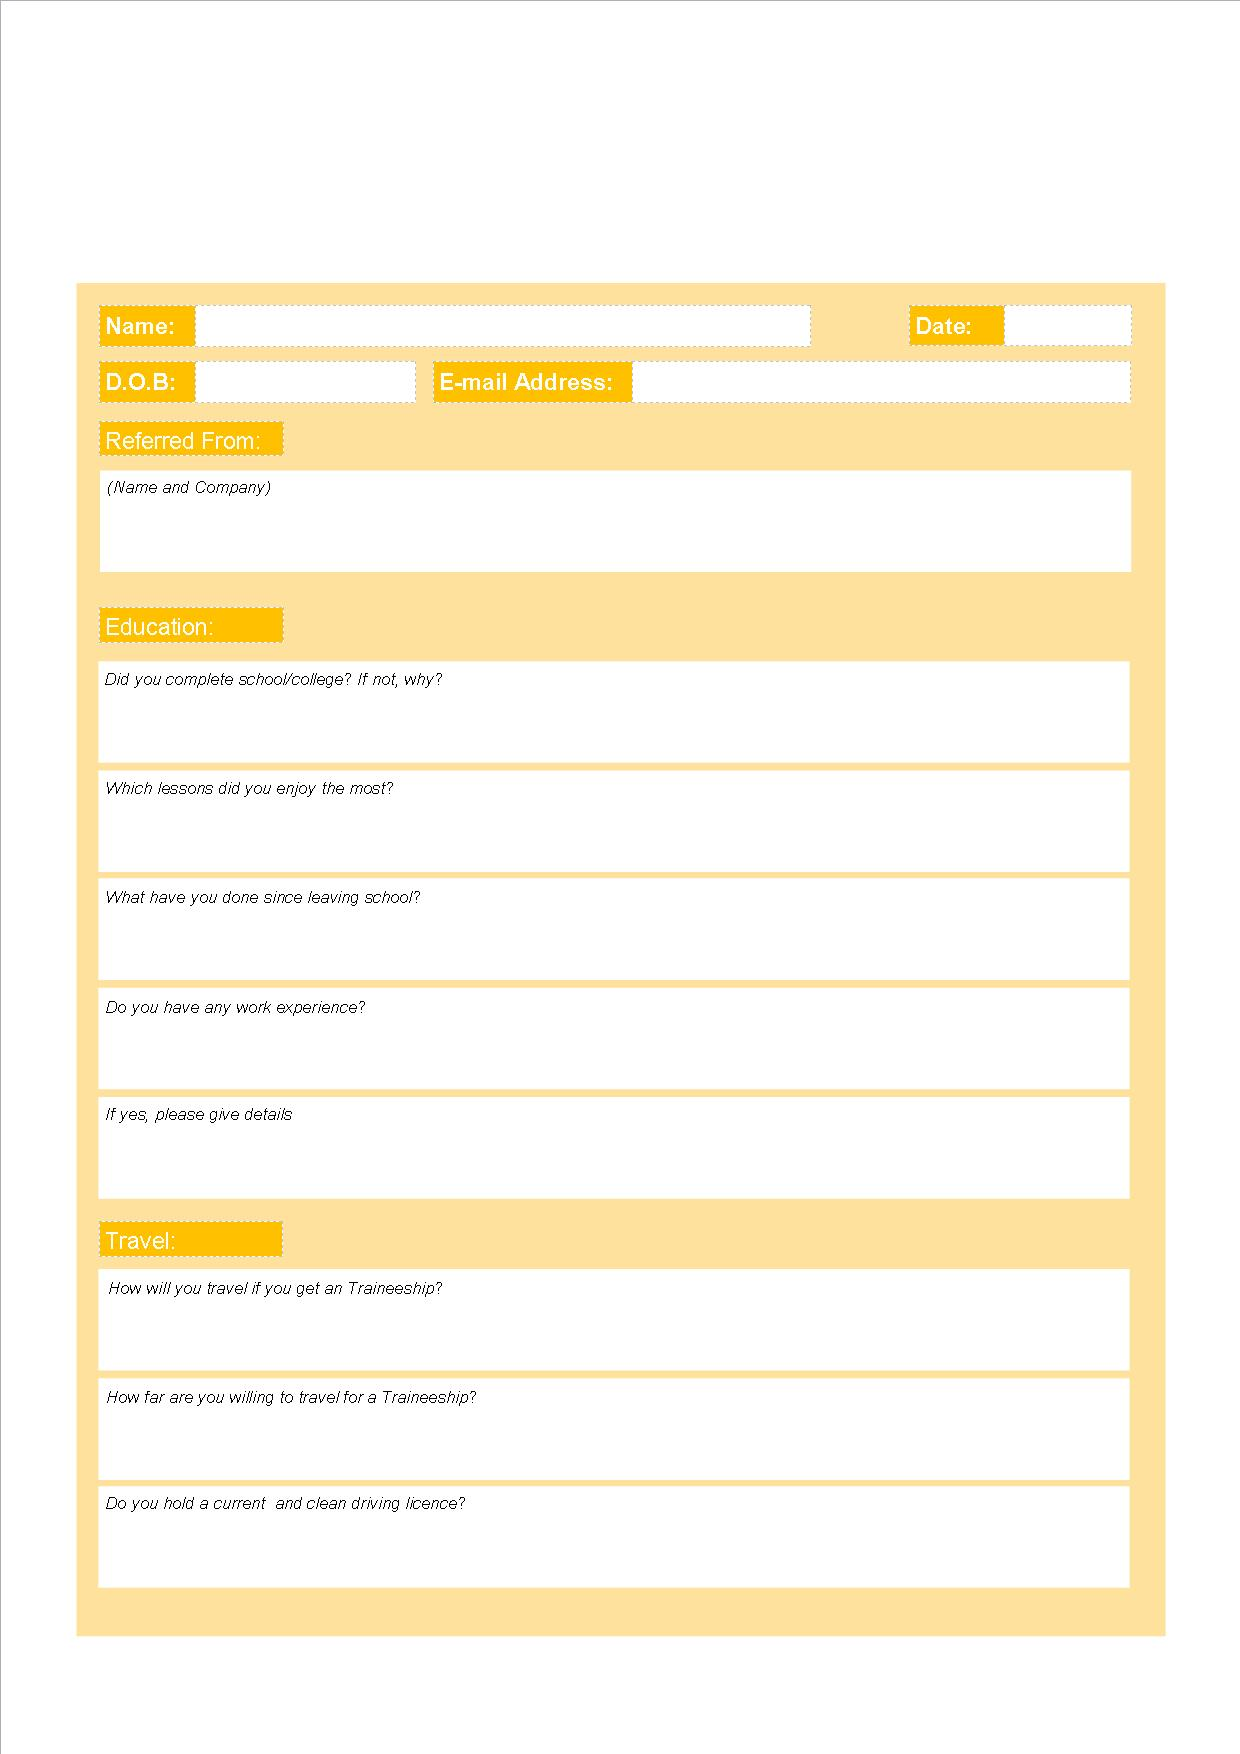 Name:
Date:
D.O.B:
E-mail Address:
Referred From:
(Name and Company)
Education:
Did you complete school/college? If not, why?
Which lessons did you enjoy the most?
What have you done since leaving school?
Do you have any work experience?
If yes, please give details
Travel:
How will you travel if you get an Traineeship?
How far are you willing to travel for a Traineeship?
Do you hold a current  and clean driving licence?